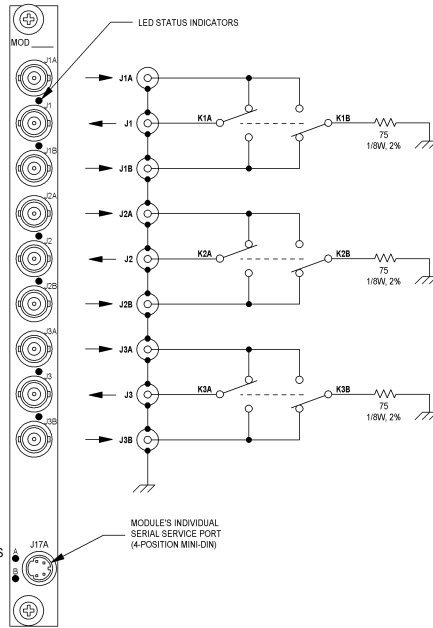 LED STATUS INDICATORS
MOD
J1A
J1
J1B
J2A
J2
J2B
J3A
J3
J3B
J1A
J1
K1A
K1B
75
1/8W, 2%
J1B
J2A
J2
K2A
K2B
75
1/8W, 2%
J2B
J3A
J3
K3A
K3B
75
1/8W, 2%
J3B
MODULE'S INDIVIDUAL
SERIAL SERVICE PORT
(4-POSITION MINI-DIN)
J17A
S
A
B